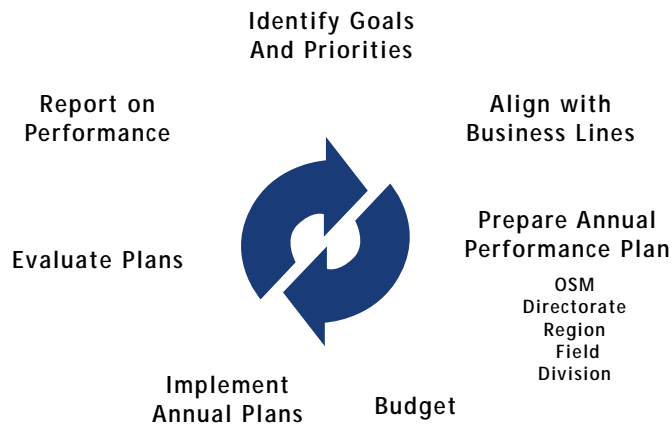 Identify Goals
And Priorities
Align with
Business Lines
Prepare Annual
Performance Plan
OSM
Directorate
Region
Field
Division
Budget
Implement
Annual Plans
Evaluate Plans
Report on
Performance